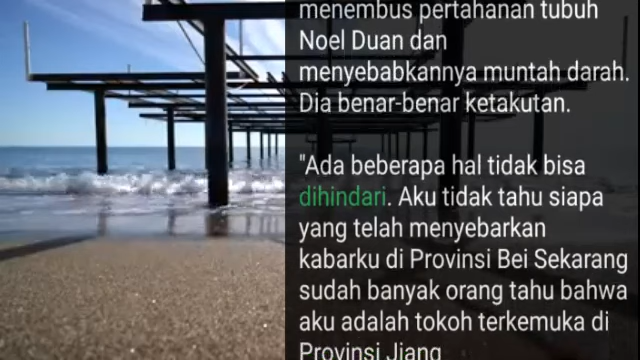 menembus pertahanan tubuh
Noel Duan dan
menyebabkannya muntah darah.
Dia benar-benar ketakutan.
"Ada beberapa hal tidak bisa
dihindari. Aku tidak tahu siapa
yang telah menyebarkan
kabarku di Provinsi Bei Sekarang
sudah banyak orang tahu bahwa
aku adalah tokoh terkemuka di
Provinsi Jiang